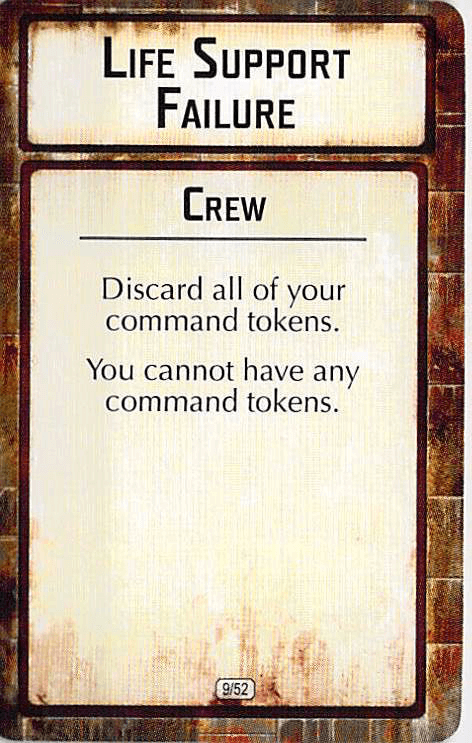 LIFE SUPPORT
FAILURE
CREW
Discard all of your
command tokens.
You cannot have any
command tokens.
9/52